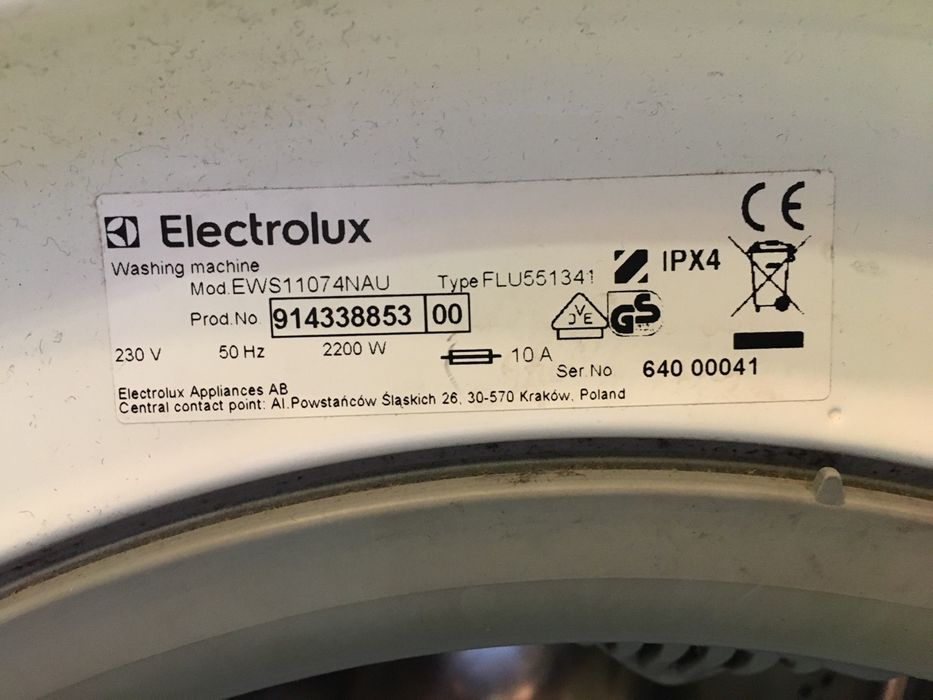 Electrolux
CE
Washing machine
Mod.EWS11074NAU Type FLU551341
IPX4
Prod.No. 914338853 00
DVE
GS
230 V 50 Hz 2200 W 10 A
Ser.No 640 00041
Electrolux Appliances AB
Central contact point: Al.Powstańców Śląskich 26, 30-570 Kraków, Poland